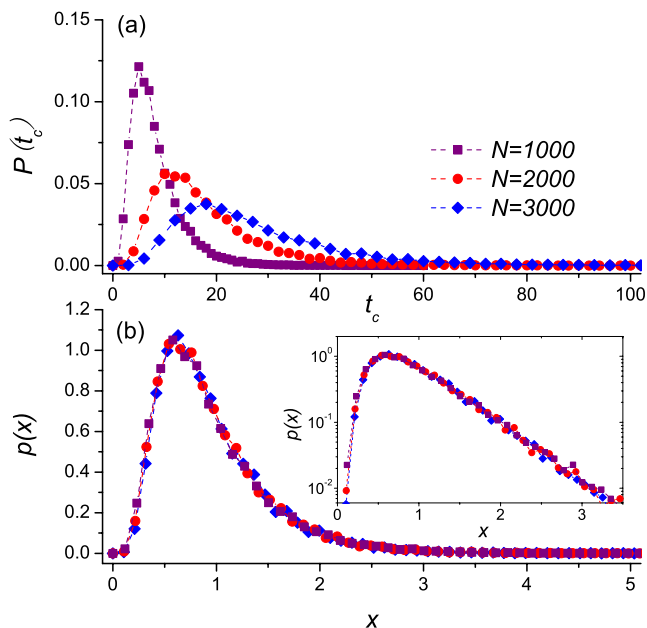 (a)
0.15
0.10
0.05
0.00
P(t_c)
N=1000
N=2000
N=3000
0 20 40 60 80 100
t_c
(b)
1.2
1.0
0.8
0.6
0.4
0.2
0.0
p(x)
10^0
10^-1
10^-2
p(x)
0 1 2 3
x
0 1 2 3 4 5
x